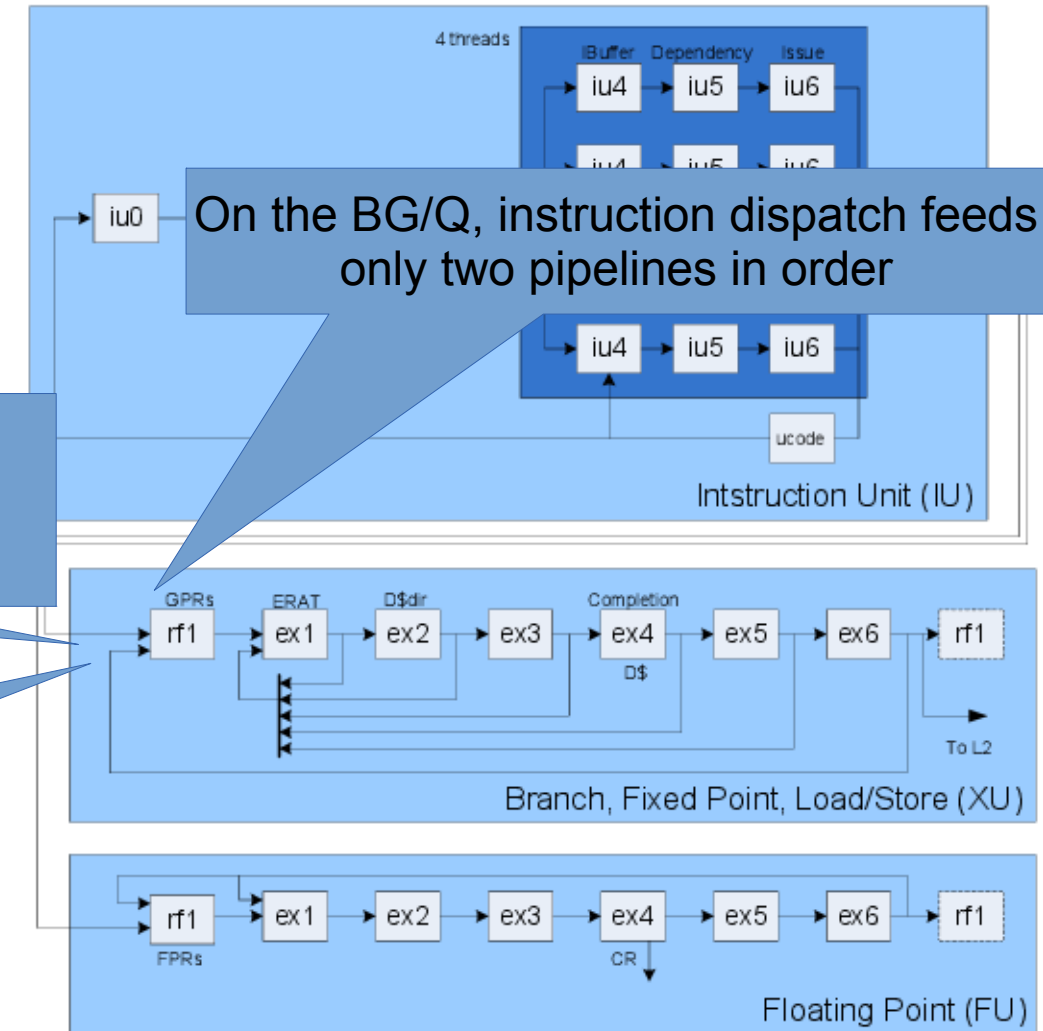 4 threads
IBuffer Dependency Issue
iu4 iu5 iu6
iu4 iu5 iu6
iu0
On the BG/Q, instruction dispatch feeds
only two pipelines in order
iu4 iu5 iu6
ucode
Intstruction Unit (IU)
GPRs ERAT D$dir Completion
rf1 ex1 ex2 ex3 ex4 ex5 ex6 rf1
D$
To L2
Branch, Fixed Point, Load/Store (XU)
rf1 ex1 ex2 ex3 ex4 ex5 ex6 rf1
FPRs CR
Floating Point (FU)